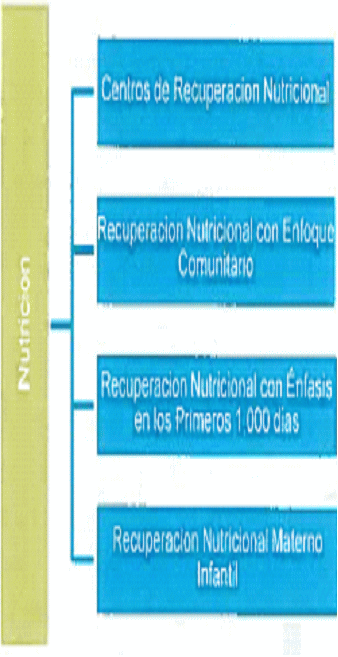 Nutricion
Centros de Recuperacion Nutricional
Recuperacion Nutricional con Enfoque
Comunitario
Recuperacion Nutricional con Énfasis
en los Primeros 1.000 dias
Recuperacion Nutricional Materno
Infantil